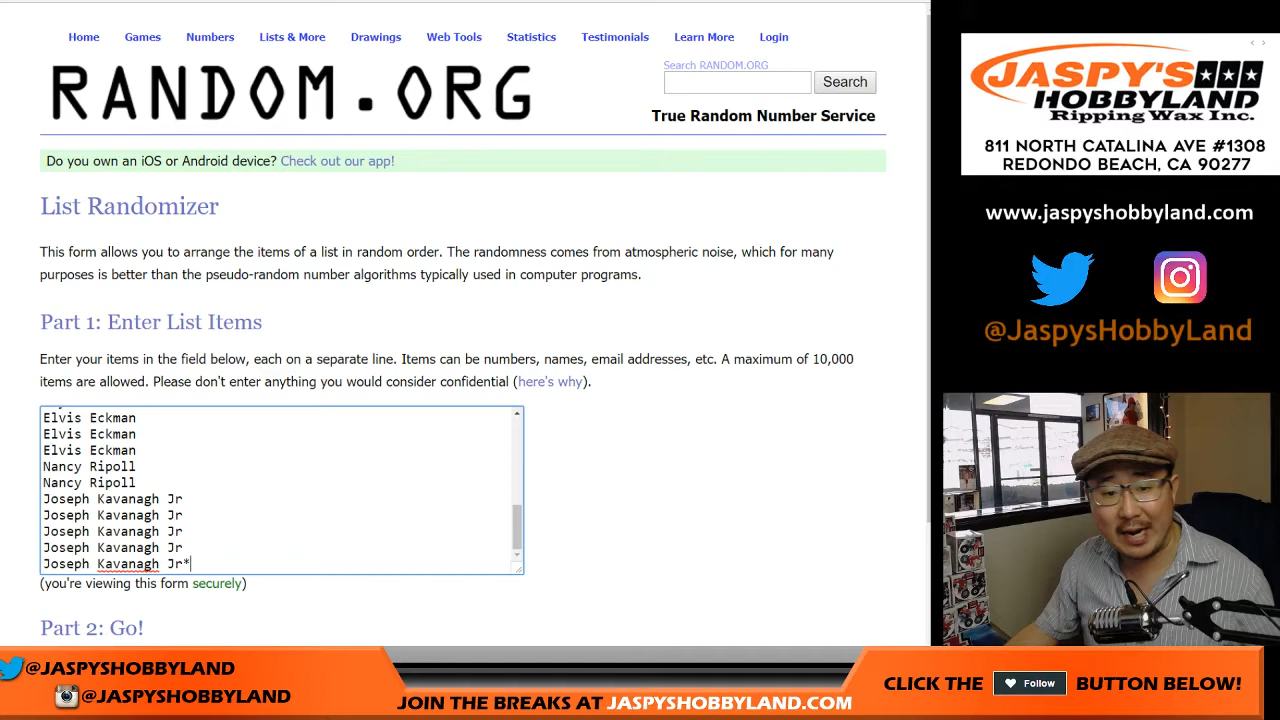 Home Games Numbers Lists & More Drawings Web Tools Statistics Testimonials Learn More Login
RANDOM.ORG
Search RANDOM.ORG
Search
True Random Number Service
Do you own an iOS or Android device? Check out our app!
List Randomizer
This form allows you to arrange the items of a list in random order. The randomness comes from atmospheric noise, which for many
purposes is better than the pseudo-random number algorithms typically used in computer programs.
Part 1: Enter List Items
Enter your items in the field below, each on a separate line. Items can be numbers, names, email addresses, etc. A maximum of 10,000
items are allowed. Please don't enter anything you would consider confidential (here's why).
Elvis Eckman
Elvis Eckman
Elvis Eckman
Nancy Ripoll
Nancy Ripoll
Joseph Kavanagh Jr
Joseph Kavanagh Jr
Joseph Kavanagh Jr
Joseph Kavanagh Jr
Joseph Kavanagh Jr*
(you're viewing this form securely)
Part 2: Go!
JASPY'S
HOBBYLAND
Ripping Wax Inc.
811 NORTH CATALINA AVE #1308
REDONDO BEACH, CA 90277
www.jaspyshobbyland.com
@JaspysHobbyLand
@JASPYSHOBBYLAND
@JASPYSHOBBYLAND
JOIN THE BREAKS AT JASPYSHOBBYLAND.COM
CLICK THE Follow BUTTON BELOW!